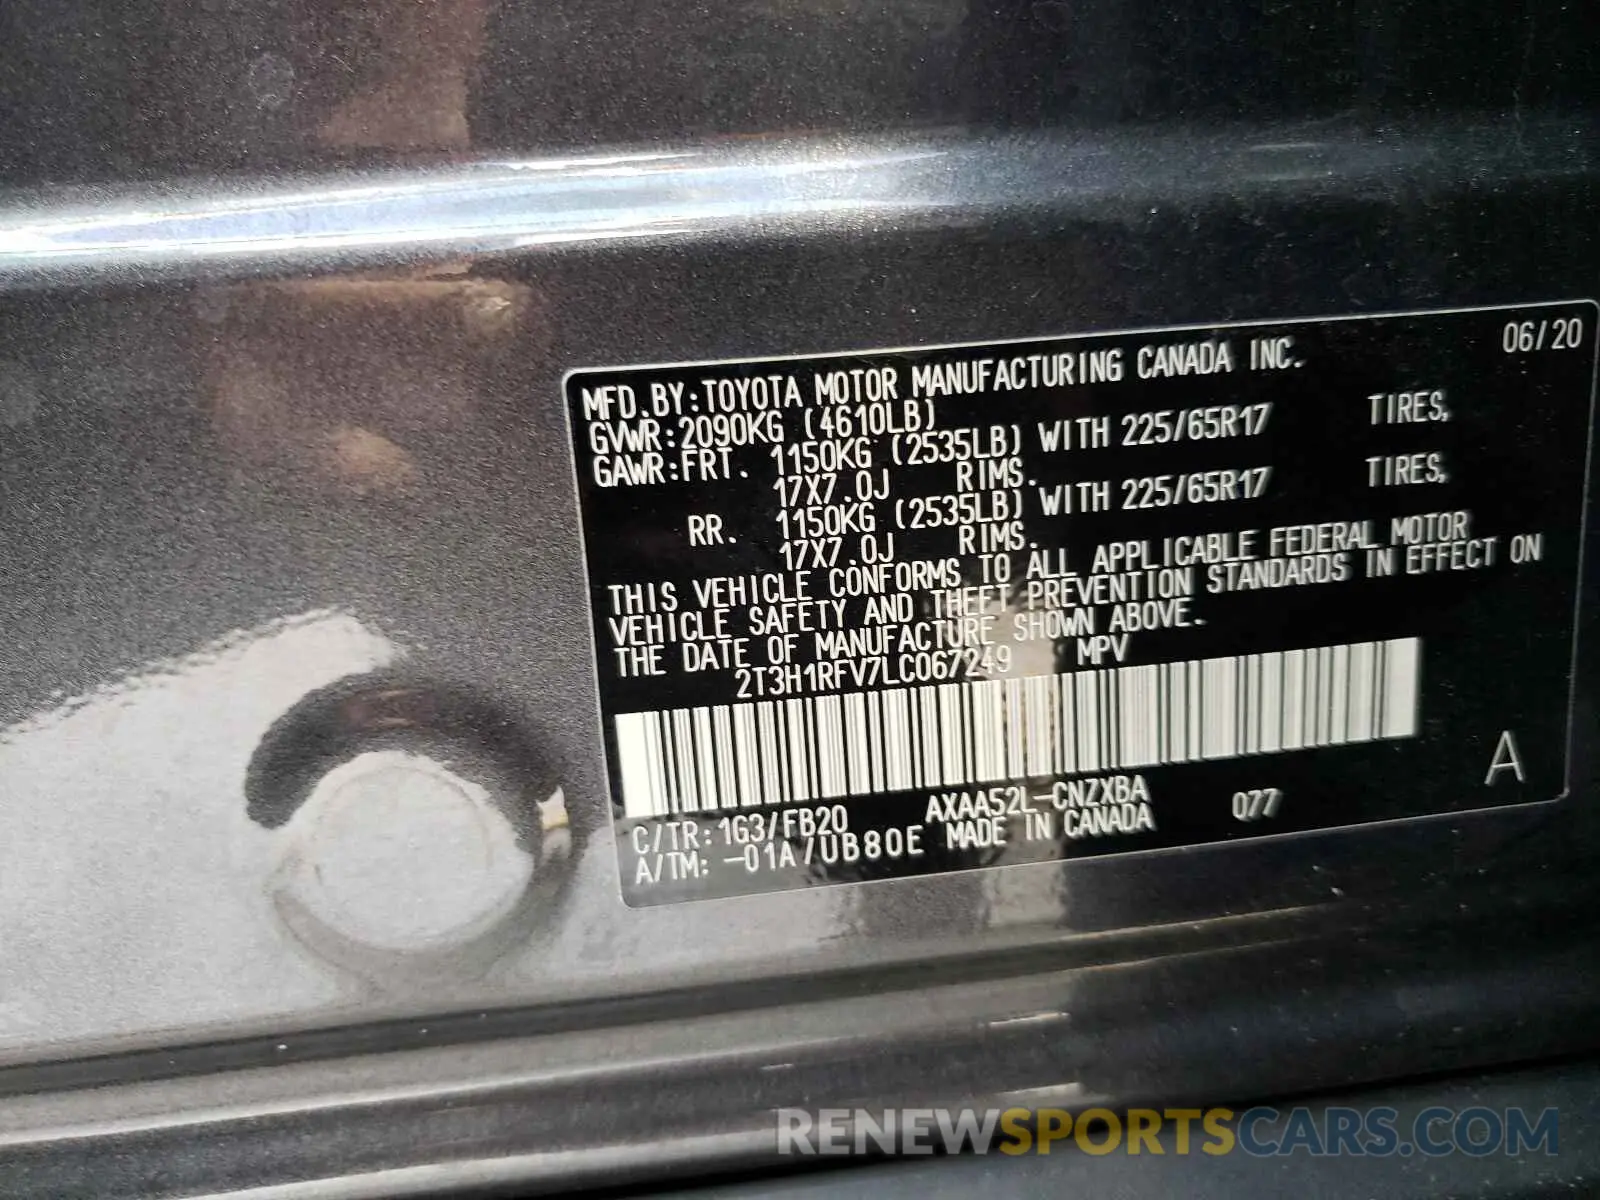 06/20
MFD.BY:TOYOTA MOTOR MANUFACTURING CANADA INC.
GVWR:2090KG (4610LB)
GAWR:FRT. 1150KG (2535LB) WITH 225/65R17 TIRES,
17X7.0J RIMS.
RR. 1150KG (2535LB) WITH 225/65R17 TIRES,
17X7.0J RIMS.
THIS VEHICLE CONFORMS TO ALL APPLICABLE FEDERAL MOTOR
VEHICLE SAFETY AND THEFT PREVENTION STANDARDS IN EFFECT ON
THE DATE OF MANUFACTURE SHOWN ABOVE.
2T3H1RFV7LC067249 MPV
A
C/TR:1G3/FB20 AXAA52L-CNZXBA 077
A/TM:-01A/UB80E MADE IN CANADA
RENEWSPORTSCARS.COM